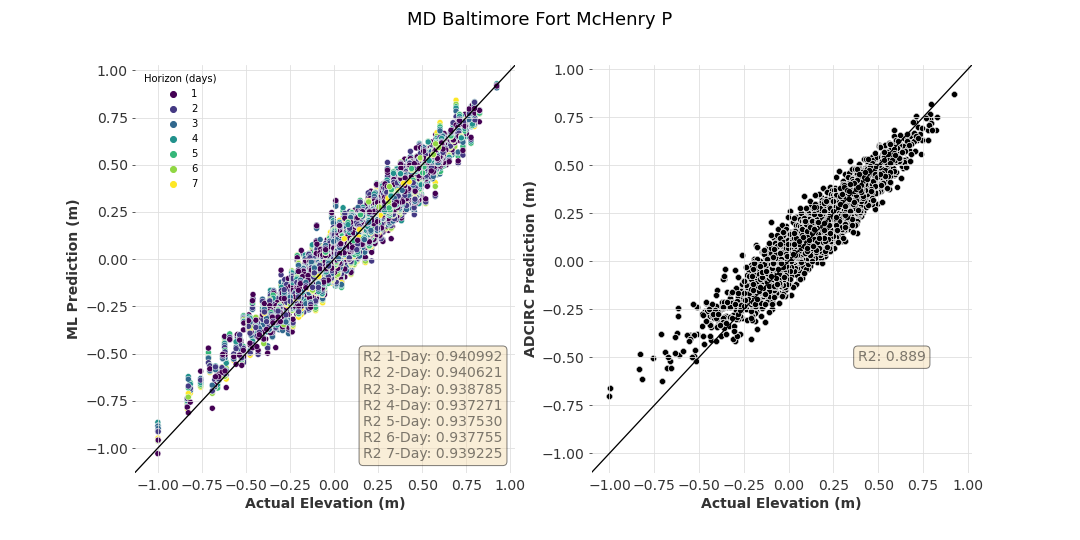 MD Baltimore Fort McHenry P
Horizon (days)
1
2
3
4
5
6
7
1.00
0.75
0.50
0.25
0.00
−0.25
−0.50
−0.75
−1.00
ML Prediction (m)
R2 1-Day: 0.940992
R2 2-Day: 0.940621
R2 3-Day: 0.938785
R2 4-Day: 0.937271
R2 5-Day: 0.937530
R2 6-Day: 0.937755
R2 7-Day: 0.939225
−1.00 −0.75 −0.50 −0.25 0.00 0.25 0.50 0.75 1.00
Actual Elevation (m)
1.00
0.75
0.50
0.25
0.00
−0.25
−0.50
−0.75
−1.00
ADCIRC Prediction (m)
R2: 0.889
−1.00 −0.75 −0.50 −0.25 0.00 0.25 0.50 0.75 1.00
Actual Elevation (m)